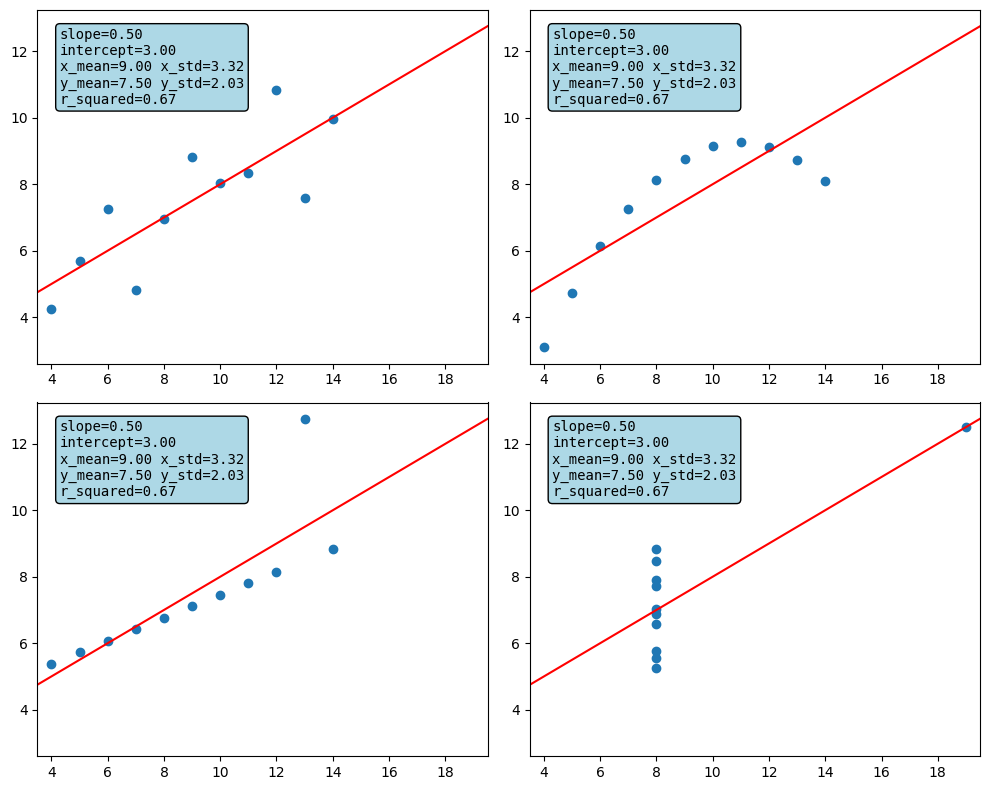 slope=0.50
intercept=3.00
x_mean=9.00 x_std=3.32
y_mean=7.50 y_std=2.03
r_squared=0.67
12
10
8
6
4
4 6 8 10 12 14 16 18
slope=0.50
intercept=3.00
x_mean=9.00 x_std=3.32
y_mean=7.50 y_std=2.03
r_squared=0.67
12
10
8
6
4
4 6 8 10 12 14 16 18
slope=0.50
intercept=3.00
x_mean=9.00 x_std=3.32
y_mean=7.50 y_std=2.03
r_squared=0.67
12
10
8
6
4
4 6 8 10 12 14 16 18
slope=0.50
intercept=3.00
x_mean=9.00 x_std=3.32
y_mean=7.50 y_std=2.03
r_squared=0.67
12
10
8
6
4
4 6 8 10 12 14 16 18